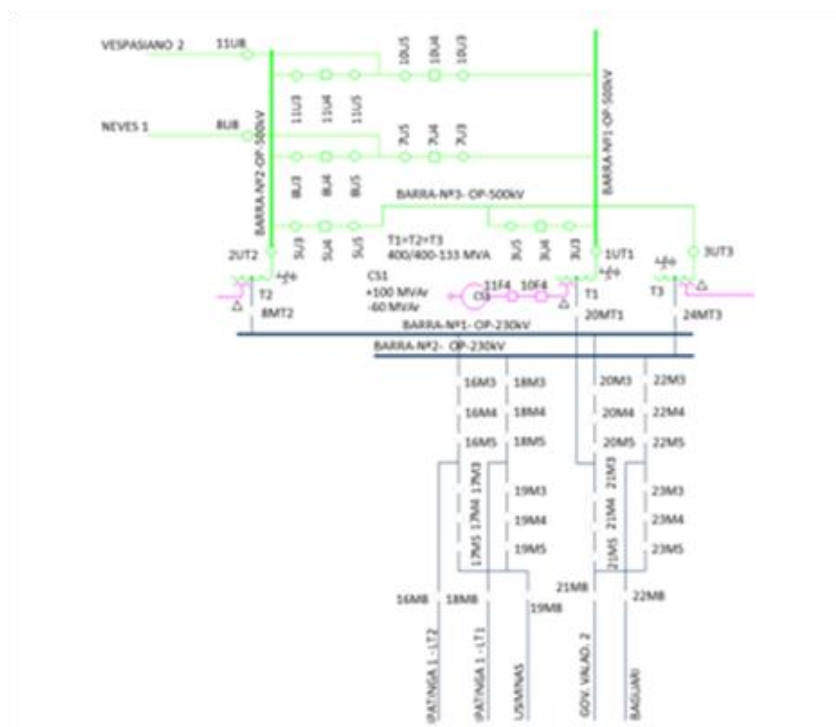 VESPASIANO 2
11U8
10U5
10U4
10U3
11U3
11U4
11U5
NEVES 1
8U8
7U5
7U4
7U3
8U3
8U4
8U5
BARRA-Nº2-OP-500kV
BARRA-Nº1-OP-500kV
BARRA-Nº3- OP-500kV
5U3
5U4
5U5
3U5
3U4
3U3
T1=T2=T3
400/400-133 MVA
2UT2
1UT1
3UT3
CS1
+100 MVAr
-60 MVAr
CS1
11F4
10F4
T2
T1
T3
8MT2
20MT1
24MT3
BARRA-Nº1- OP-230kV
BARRA-Nº2- OP-230kV
16M3
18M3
20M3
22M3
16M4
18M4
20M4
22M4
16M5
18M5
20M5
22M5
17M3
17M4
17M5
19M3
19M4
19M5
21M3
21M4
21M5
23M3
23M4
23M5
16M8
18M8
19M8
21M8
22M8
IPATINGA 1 - LT2
IPATINGA 1 - LT1
USIMINAS
GOV. VALAD. 2
BAGUARI